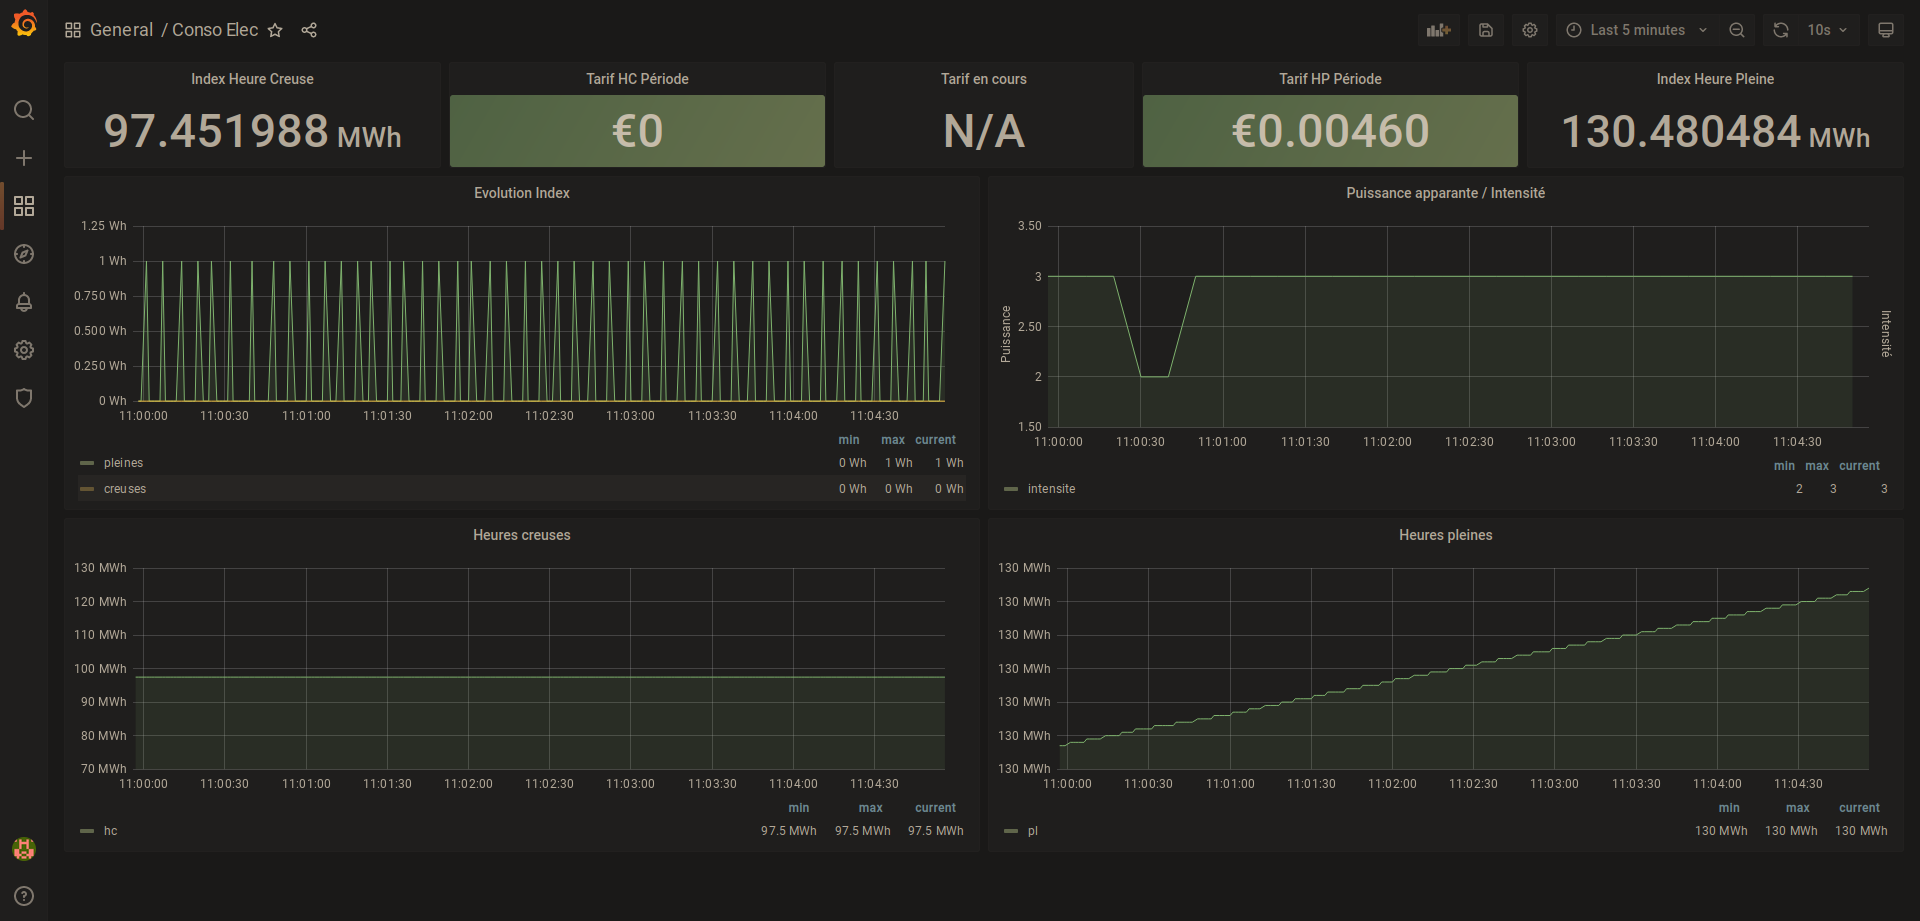 General / Conso Elec
Last 5 minutes
10s
Index Heure Creuse
97.451988 MWh
Tarif HC Période
€0
Tarif en cours
N/A
Tarif HP Période
€0.00460
Index Heure Pleine
130.480484 MWh
Evolution Index
1.25 Wh
1 Wh
0.750 Wh
0.500 Wh
0.250 Wh
0 Wh
11:00:00 11:00:30 11:01:00 11:01:30 11:02:00 11:02:30 11:03:00 11:03:30 11:04:00 11:04:30
min max current
pleines 0 Wh 1 Wh 1 Wh
creuses 0 Wh 0 Wh 0 Wh
Puissance apparante / Intensité
Puissance
3.50
3
2.50
2
1.50
Intensité
11:00:00 11:00:30 11:01:00 11:01:30 11:02:00 11:02:30 11:03:00 11:03:30 11:04:00 11:04:30
min max current
intensite 2 3 3
Heures creuses
130 MWh
120 MWh
110 MWh
100 MWh
90 MWh
80 MWh
70 MWh
11:00:00 11:00:30 11:01:00 11:01:30 11:02:00 11:02:30 11:03:00 11:03:30 11:04:00 11:04:30
min max current
hc 97.5 MWh 97.5 MWh 97.5 MWh
Heures pleines
130 MWh
130 MWh
130 MWh
130 MWh
130 MWh
130 MWh
130 MWh
11:00:00 11:00:30 11:01:00 11:01:30 11:02:00 11:02:30 11:03:00 11:03:30 11:04:00 11:04:30
min max current
pl 130 MWh 130 MWh 130 MWh